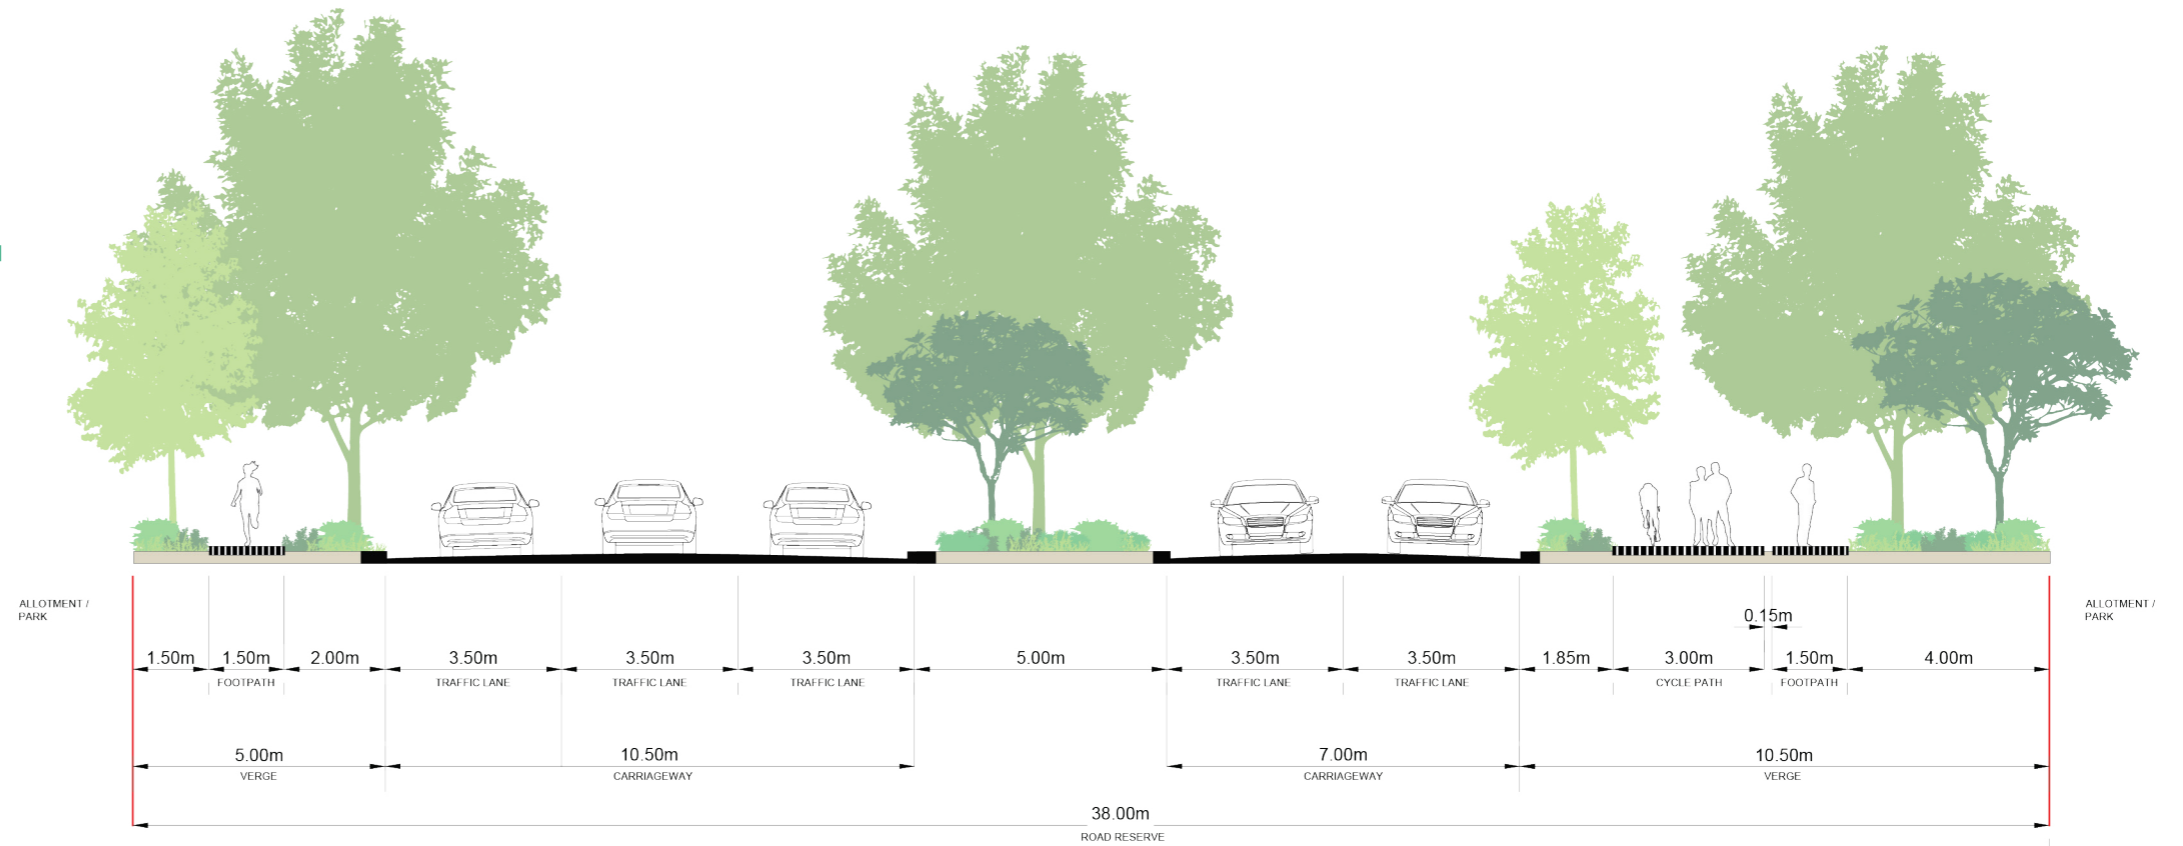 ALLOTMENT /
PARK
ALLOTMENT /
PARK
0.15m
1.50m 1.50m 2.00m 3.50m 3.50m 3.50m 5.00m 3.50m 3.50m 1.85m 3.00m 1.50m 4.00m
FOOTPATH TRAFFIC LANE TRAFFIC LANE TRAFFIC LANE TRAFFIC LANE TRAFFIC LANE CYCLE PATH FOOTPATH
5.00m 10.50m 7.00m 10.50m
VERGE CARRIAGEWAY CARRIAGEWAY VERGE
38.00m
ROAD RESERVE